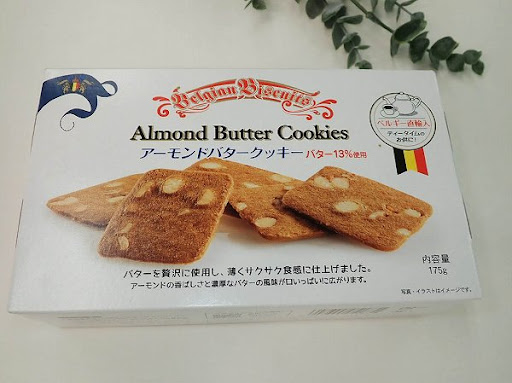 Belgian Biscuits
Almond Butter Cookies
アーモンドバタークッキー バター13%使用
ベルギー直輸入
ティータイムの
お供に!
バターを贅沢に使用し、薄くサクサク食感に仕上げました。
アーモンドの香ばしさと濃厚なバターの風味が口いっぱいに広がります。
内容量
175g
写真・イラストはイメージです。